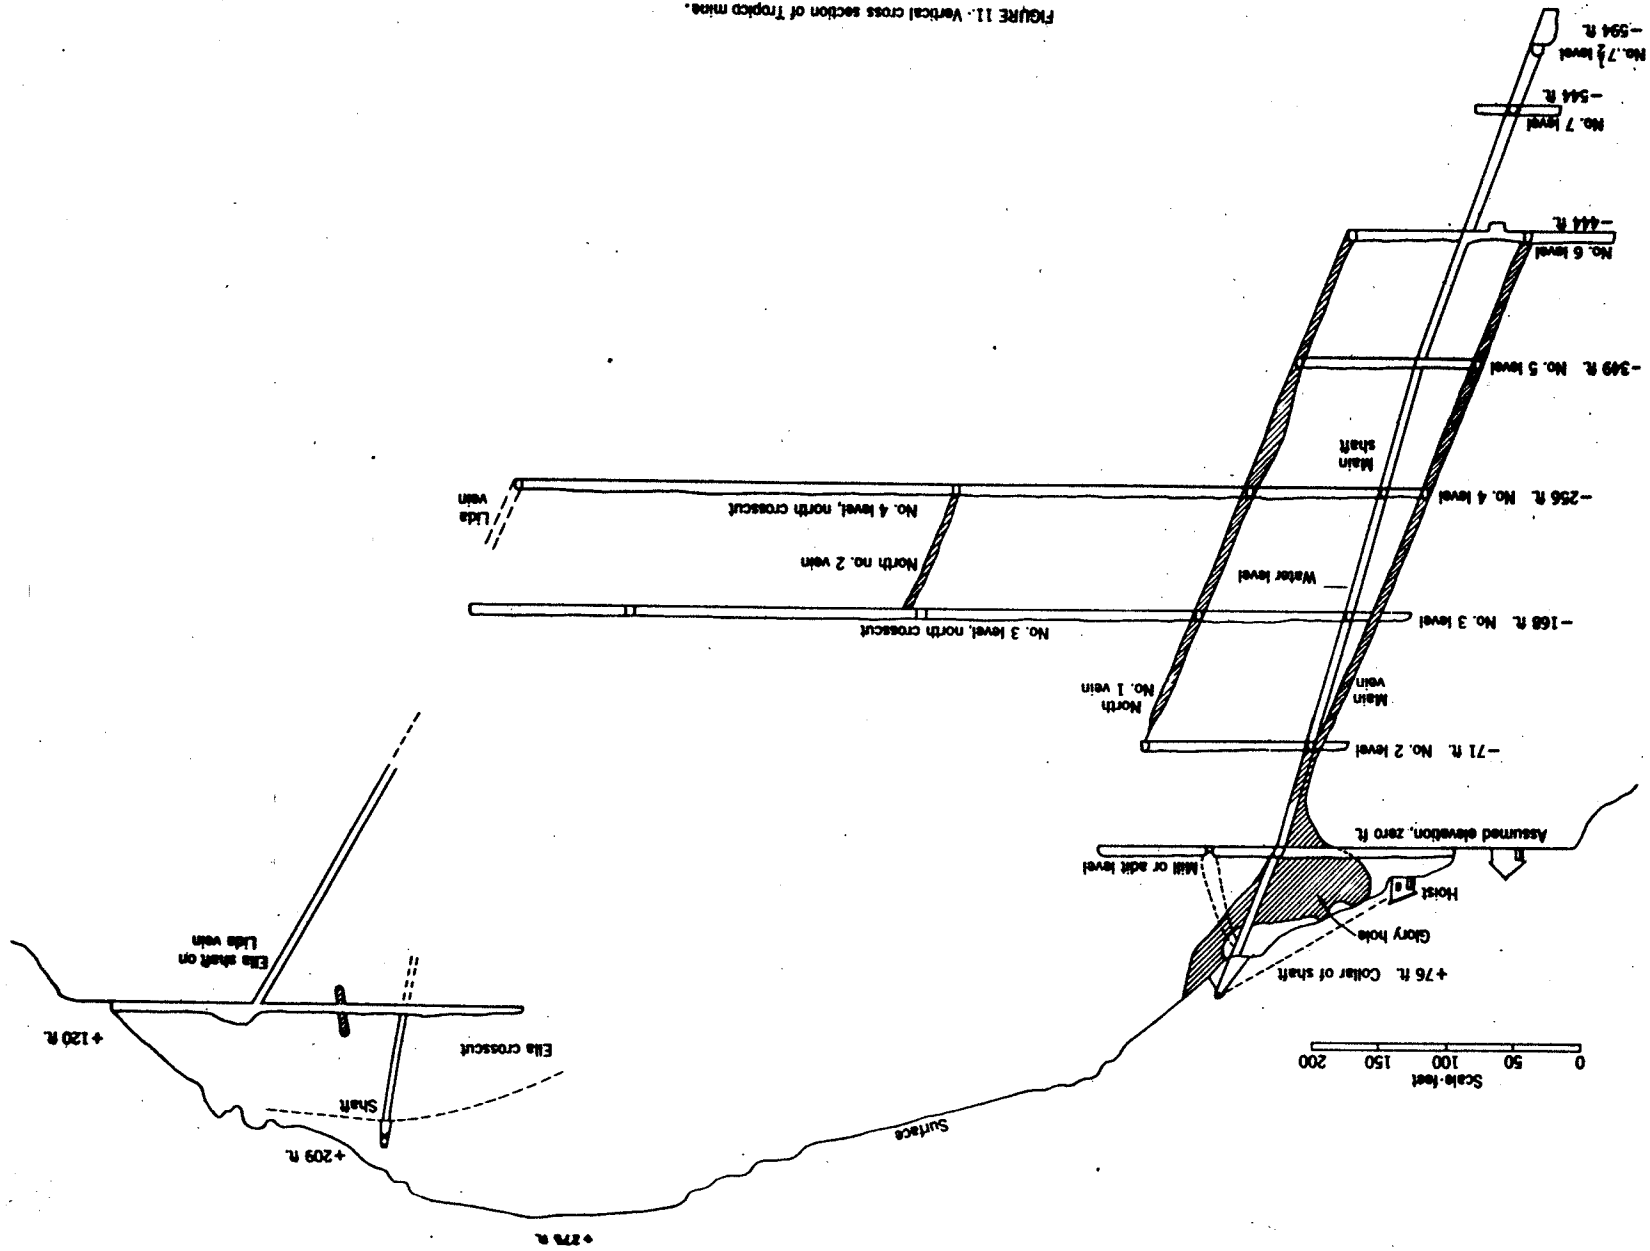 +209 ft.
Surface
Shaft
Scale-feet
0 50 100 150 200
Ella crosscut
+120 ft.
+76 ft. Collar of shaft
Glory hole
Ella shaft on
Lida vein
Hoist
Mill or adit level
Assumed elevation, zero ft.
-71 ft. No. 2 level
Main
vein
North
No. 1 vein
-168 ft. No. 3 level
No. 3 level, north crosscut
Water level
North no. 2 vein
-256 ft. No. 4 level
No. 4 level, north crosscut
Lida
vein
Main
shaft
-349 ft. No. 5 level
No. 6 level
-444 ft.
No. 7 level
-544 ft.
No. 7½ level
-594 ft.
FIGURE 11. Vertical cross section of Tropico mine.